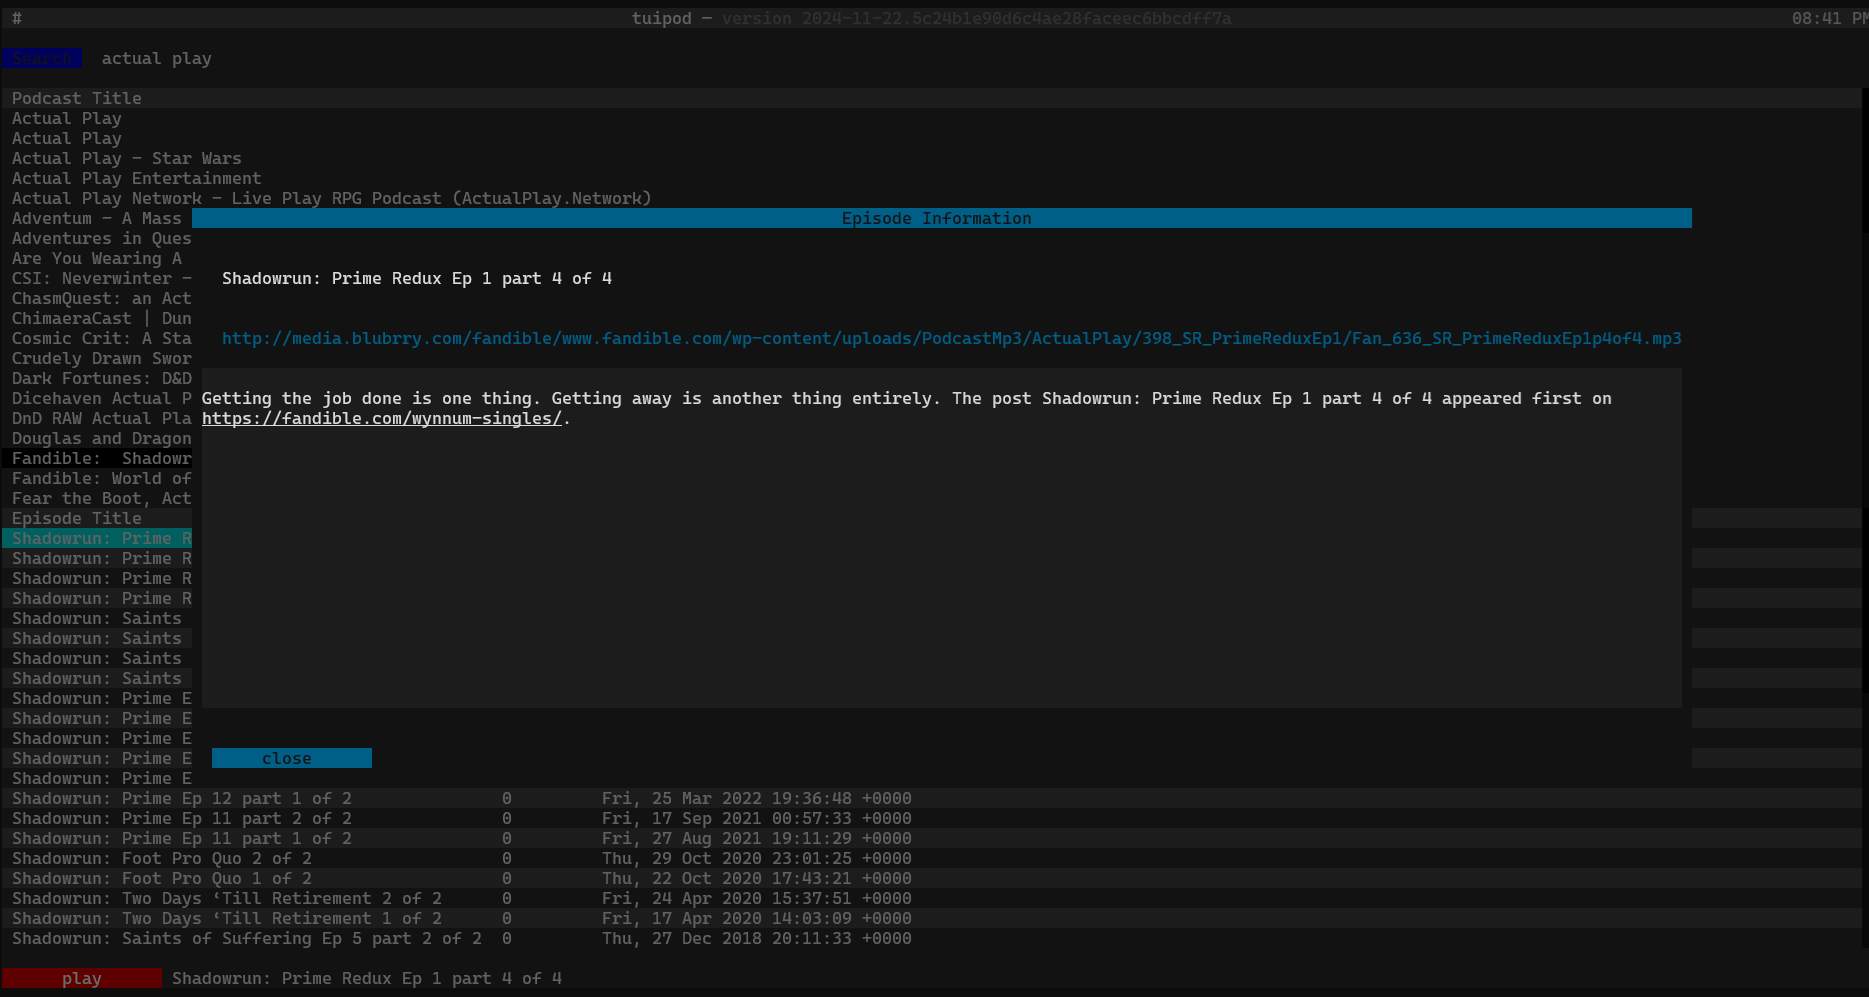 # tuipod — version 2024-11-22.5c24b1e90d6c4ae28faceec6bbcdff7a 08:41 PM
Search actual play
Podcast Title
Actual Play
Actual Play
Actual Play - Star Wars
Actual Play Entertainment
Actual Play Network - Live Play RPG Podcast (ActualPlay.Network)
Adventum - A Mass Episode Information
Adventures in Ques
Are You Wearing A
CSI: Neverwinter - Shadowrun: Prime Redux Ep 1 part 4 of 4
ChasmQuest: an Act
ChimaeraCast | Dun
Cosmic Crit: A Sta http://media.blubrry.com/fandible/www.fandible.com/wp-content/uploads/PodcastMp3/ActualPlay/398_SR_PrimeReduxEp1/Fan_636_SR_PrimeReduxEp1p4of4.mp3
Crudely Drawn Swor
Dark Fortunes: D&D
Dicehaven Actual P Getting the job done is one thing. Getting away is another thing entirely. The post Shadowrun: Prime Redux Ep 1 part 4 of 4 appeared first on
DnD RAW Actual Pla https://fandible.com/wynnum-singles/.
Douglas and Dragon
Fandible:  Shadowr
Fandible: World of
Fear the Boot, Act
Episode Title
Shadowrun: Prime R
Shadowrun: Prime R
Shadowrun: Prime R
Shadowrun: Prime R
Shadowrun: Saints
Shadowrun: Saints
Shadowrun: Saints
Shadowrun: Saints
Shadowrun: Prime E
Shadowrun: Prime E
Shadowrun: Prime E
Shadowrun: Prime E close
Shadowrun: Prime E
Shadowrun: Prime Ep 12 part 1 of 2 0 Fri, 25 Mar 2022 19:36:48 +0000
Shadowrun: Prime Ep 11 part 2 of 2 0 Fri, 17 Sep 2021 00:57:33 +0000
Shadowrun: Prime Ep 11 part 1 of 2 0 Fri, 27 Aug 2021 19:11:29 +0000
Shadowrun: Foot Pro Quo 2 of 2 0 Thu, 29 Oct 2020 23:01:25 +0000
Shadowrun: Foot Pro Quo 1 of 2 0 Thu, 22 Oct 2020 17:43:21 +0000
Shadowrun: Two Days ‘Till Retirement 2 of 2 0 Fri, 24 Apr 2020 15:37:51 +0000
Shadowrun: Two Days ‘Till Retirement 1 of 2 0 Fri, 17 Apr 2020 14:03:09 +0000
Shadowrun: Saints of Suffering Ep 5 part 2 of 2 0 Thu, 27 Dec 2018 20:11:33 +0000
play Shadowrun: Prime Redux Ep 1 part 4 of 4